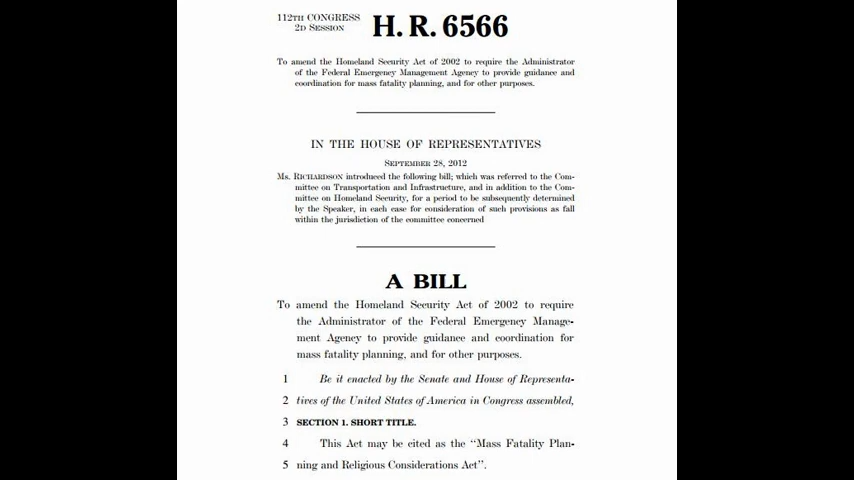 112TH CONGRESS
2D SESSION
H. R. 6566
To amend the Homeland Security Act of 2002 to require the Administrator
of the Federal Emergency Management Agency to provide guidance and
coordination for mass fatality planning, and for other purposes.
IN THE HOUSE OF REPRESENTATIVES
SEPTEMBER 28, 2012
Ms. RICHARDSON introduced the following bill; which was referred to the Com-
mittee on Transportation and Infrastructure, and in addition to the Com-
mittee on Homeland Security, for a period to be subsequently determined
by the Speaker, in each case for consideration of such provisions as fall
within the jurisdiction of the committee concerned
A BILL
To amend the Homeland Security Act of 2002 to require
the Administrator of the Federal Emergency Manage-
ment Agency to provide guidance and coordination for
mass fatality planning, and for other purposes.
1 Be it enacted by the Senate and House of Representa-
2 tives of the United States of America in Congress assembled,
3 SECTION 1. SHORT TITLE.
4 This Act may be cited as the ‘‘Mass Fatality Plan-
5 ning and Religious Considerations Act’’.